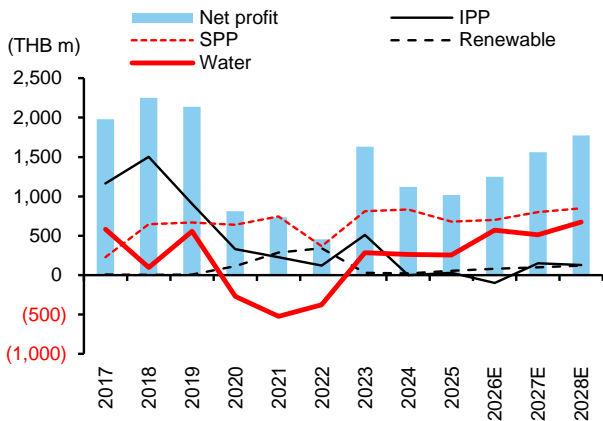 Net profit
IPP
(THB m)
SPP
Renewable
Water
2,500
2,000
1,500
1,000
500
0
(500)
(1,000)
2017
2018
2019
2020
2021
2022
2023
2024
2025
2026E
2027E
2028E